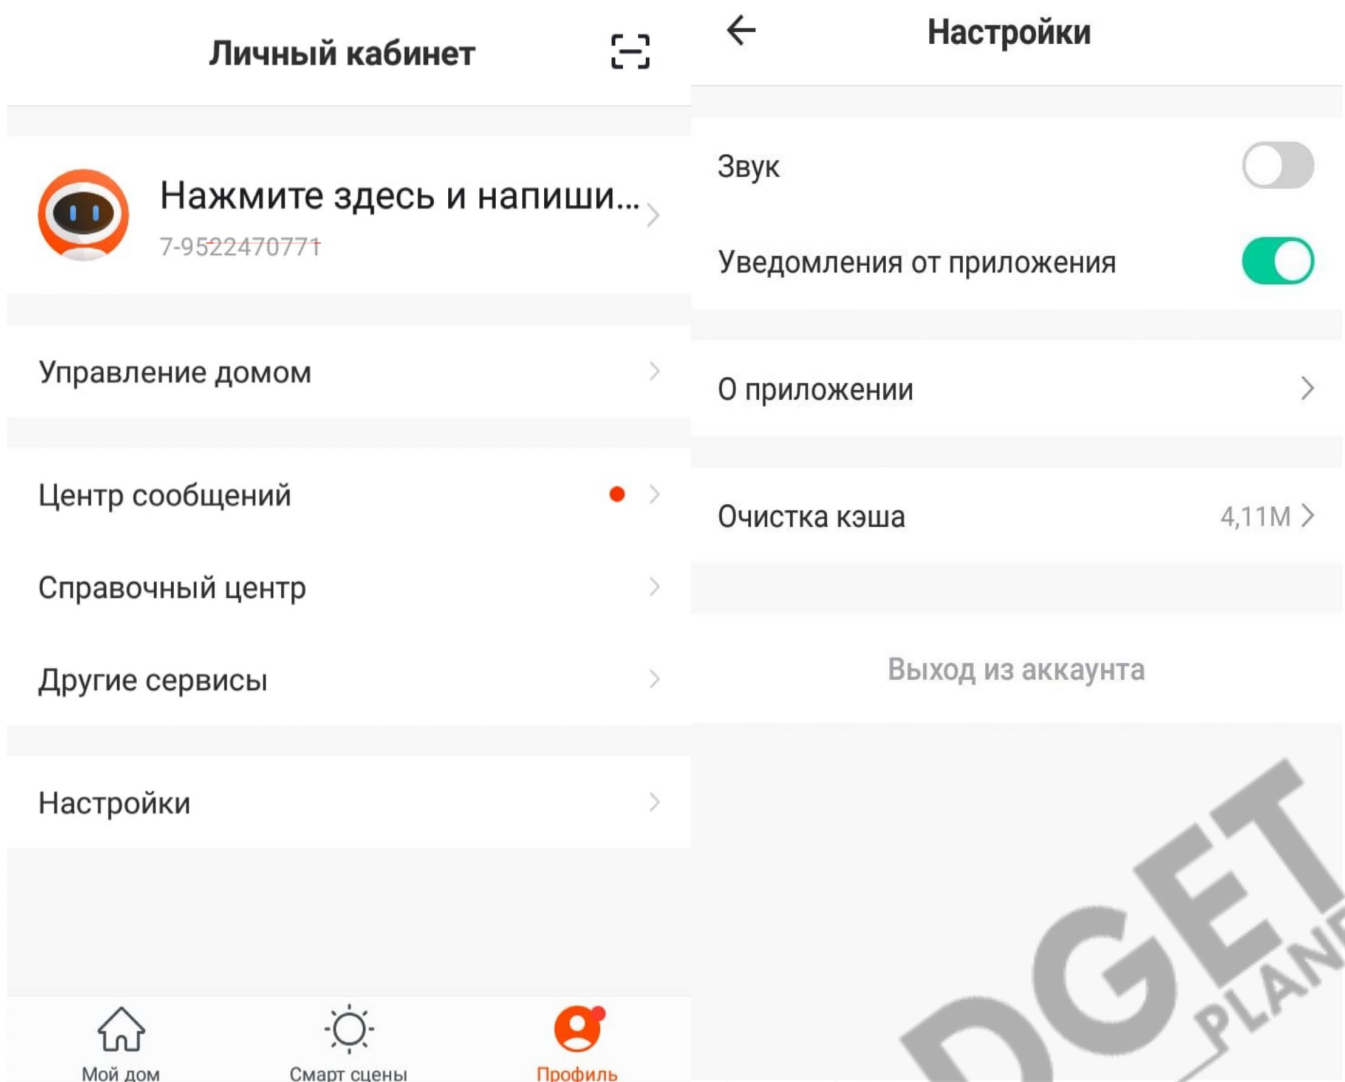 Личный кабинет
Нажмите здесь и напиши...
7-9522470771
Управление домом
Центр сообщений
Справочный центр
Другие сервисы
Настройки
Мой дом
Смарт сцены
Профиль
Настройки
Звук
Уведомления от приложения
О приложении
Очистка кэша
4,11M
Выход из аккаунта
DGET
PLANE